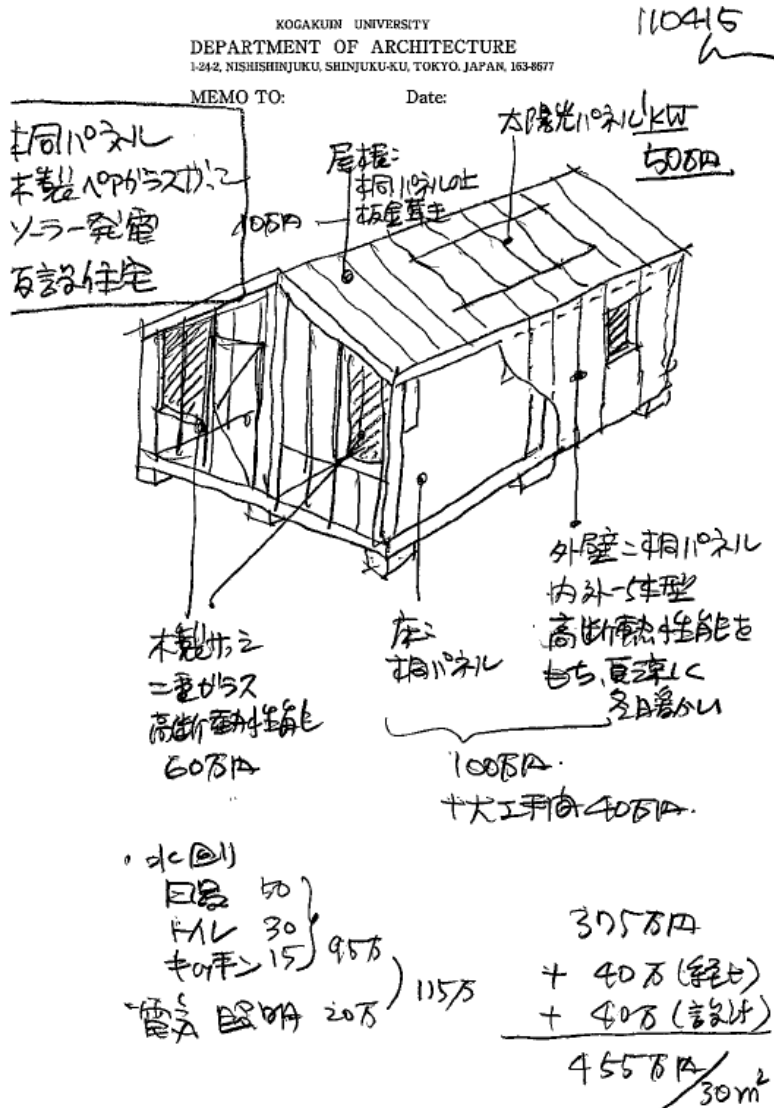 KOGAKUIN UNIVERSITY
DEPARTMENT OF ARCHITECTURE
1-24-2, NISHISHINJUKU, SHINJUKU-KU, TOKYO. JAPAN, 163-8677
MEMO TO: Date:
110415
桐パネル
木製ペアガラスサッシ
ソーラー発電
仮設住宅
屋根:
桐パネルの上
板金葺き
40万円
太陽光パネル1KW
50万円
木製サッシ
二重ガラス
高断熱性能
60万円
床:
桐パネル
外壁:桐パネル
内外一体型
高断熱性能を
もち、夏涼しく
冬暖かい
100万円.
+大工手間 40万円.
・水回り
風呂 50
トイレ 30
キッチン 15
95万
・電気 照明 20万
115万
375万円
+ 40万 (経ヒ)
+ 40万 (設計)
455万円/30m²